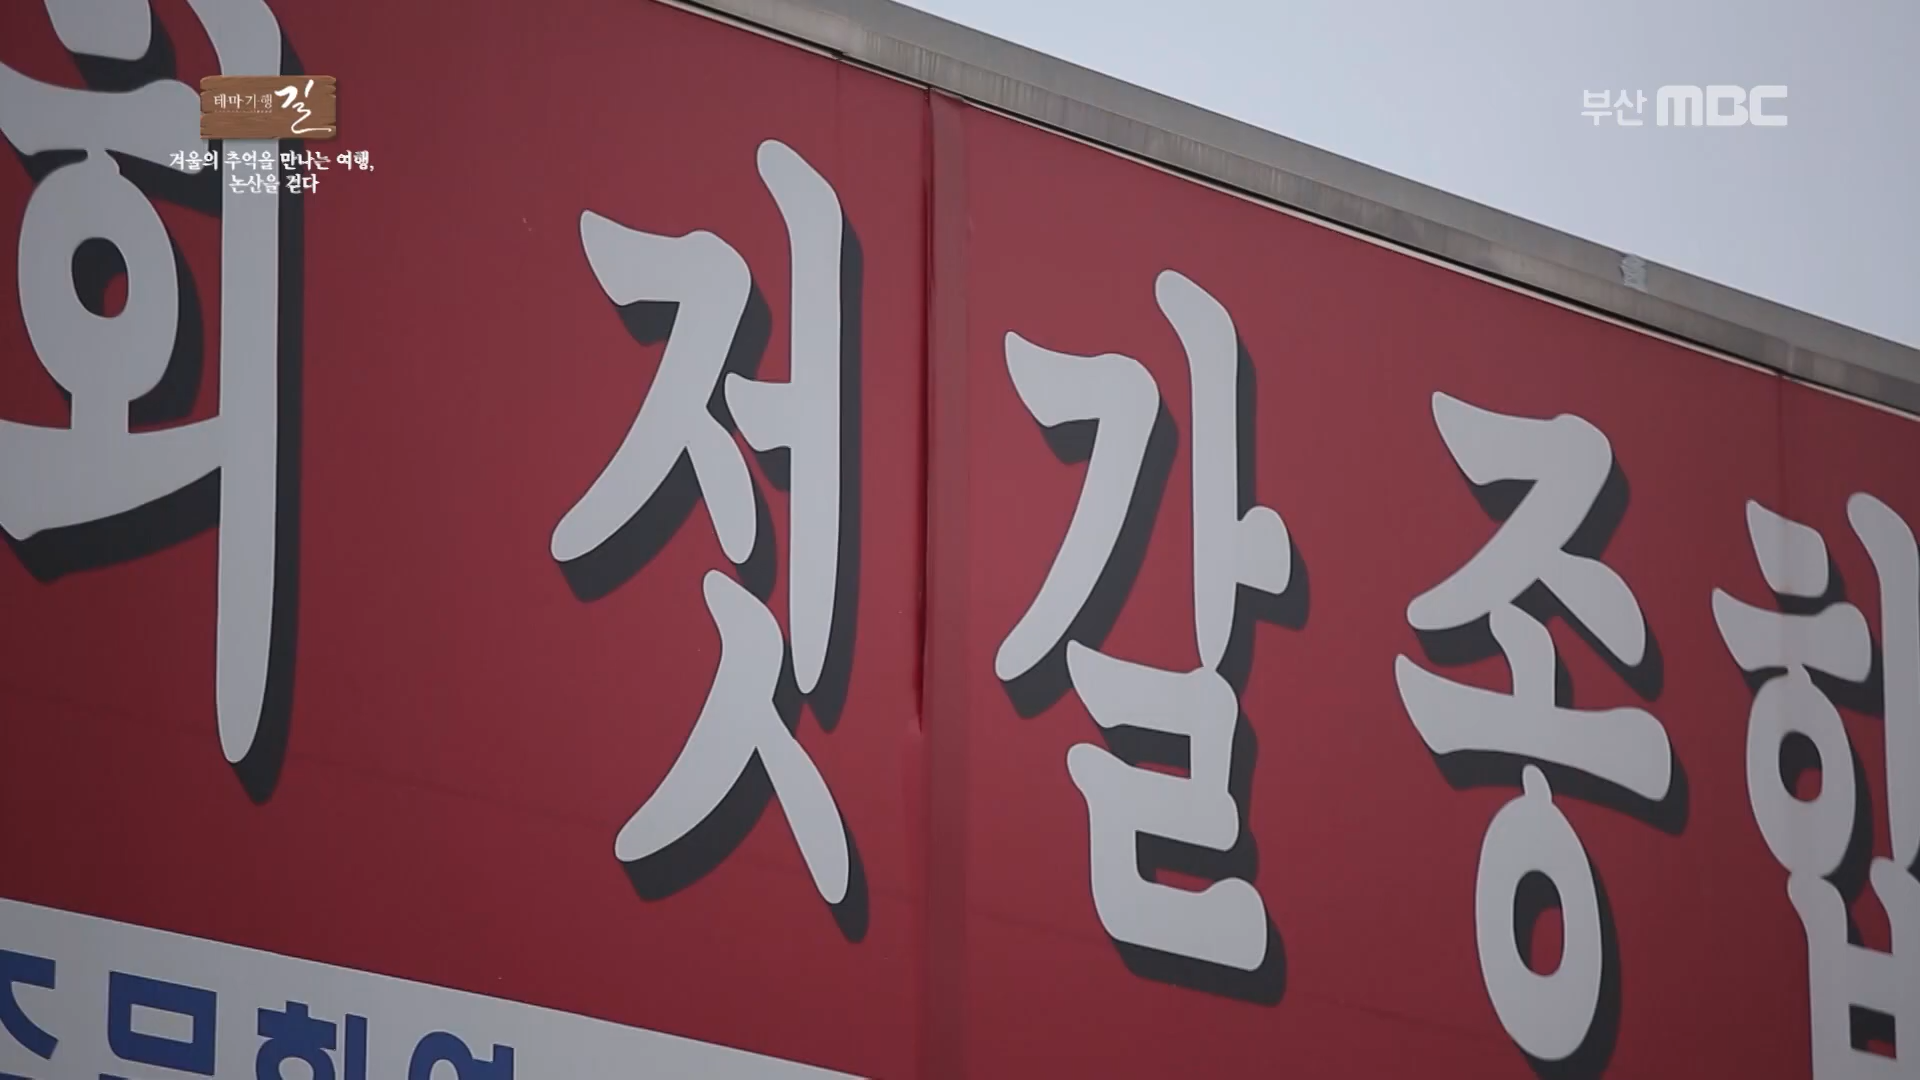 테마기행 길
겨울의 추억을 만나는 여행,
논산을 걷다
부산 MBC
회 젓갈종합